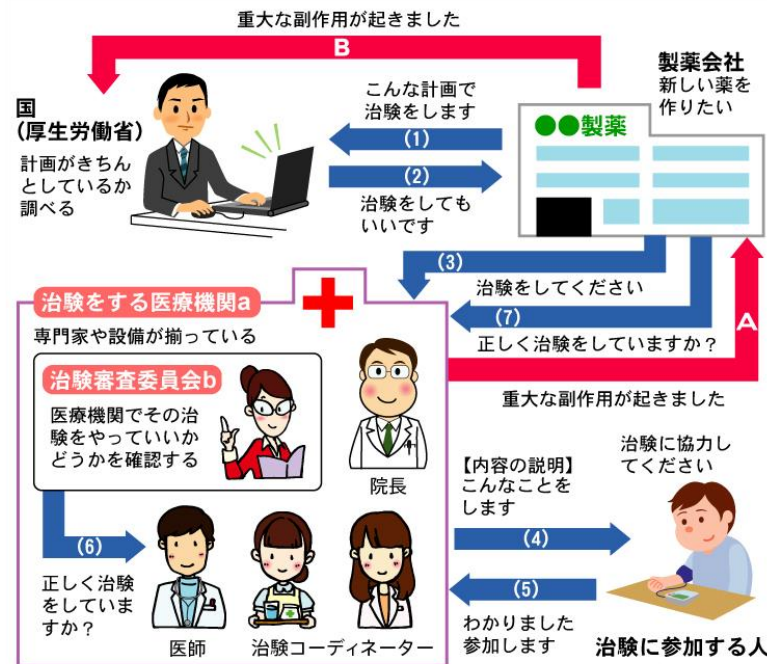 重大な副作用が起きました
B
製薬会社
新しい薬を
作りたい
●●製薬
国
(厚生労働省)
計画がきちん
としているか
調べる
こんな計画で
治験をします
(1)
(2)
治験をしても
いいです
(3)
治験をしてください
(7)
正しく治験をしていますか？
A
重大な副作用が起きました
治験をする医療機関a
専門家や設備が揃っている
治験審査委員会b
医療機関でその治
験をやっていいか
どうかを確認する
院長
(6)
正しく治験
をしていま
すか？
医師
治験コーディネーター
【内容の説明】
こんなことを
します
(4)
(5)
わかりました
参加します
治験に協力し
てください
治験に参加する人